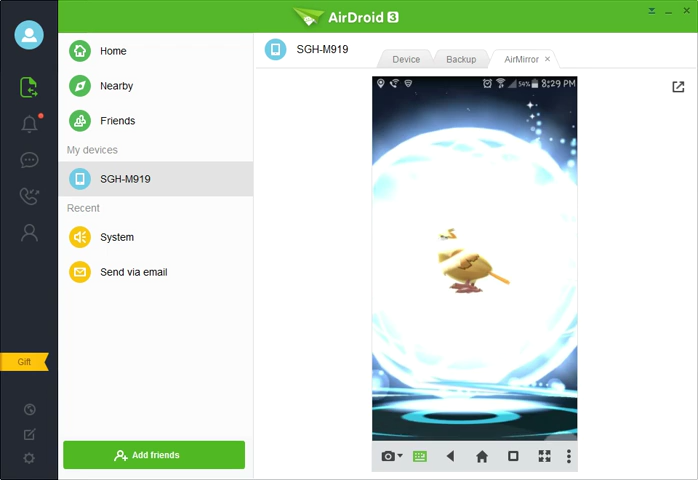 AirDroid 3
Home
Nearby
Friends
My devices
SGH-M919
Recent
System
Send via email
Gift
Add friends
SGH-M919
Device
Backup
AirMirror
54%
8:29 PM